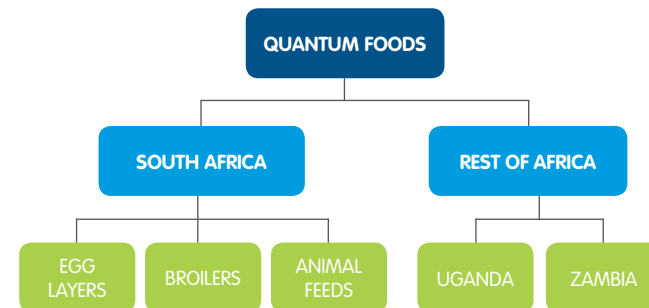 QUANTUM FOODS
SOUTH AFRICA
REST OF AFRICA
EGG
LAYERS
BROILERS
ANIMAL
FEEDS
UGANDA
ZAMBIA